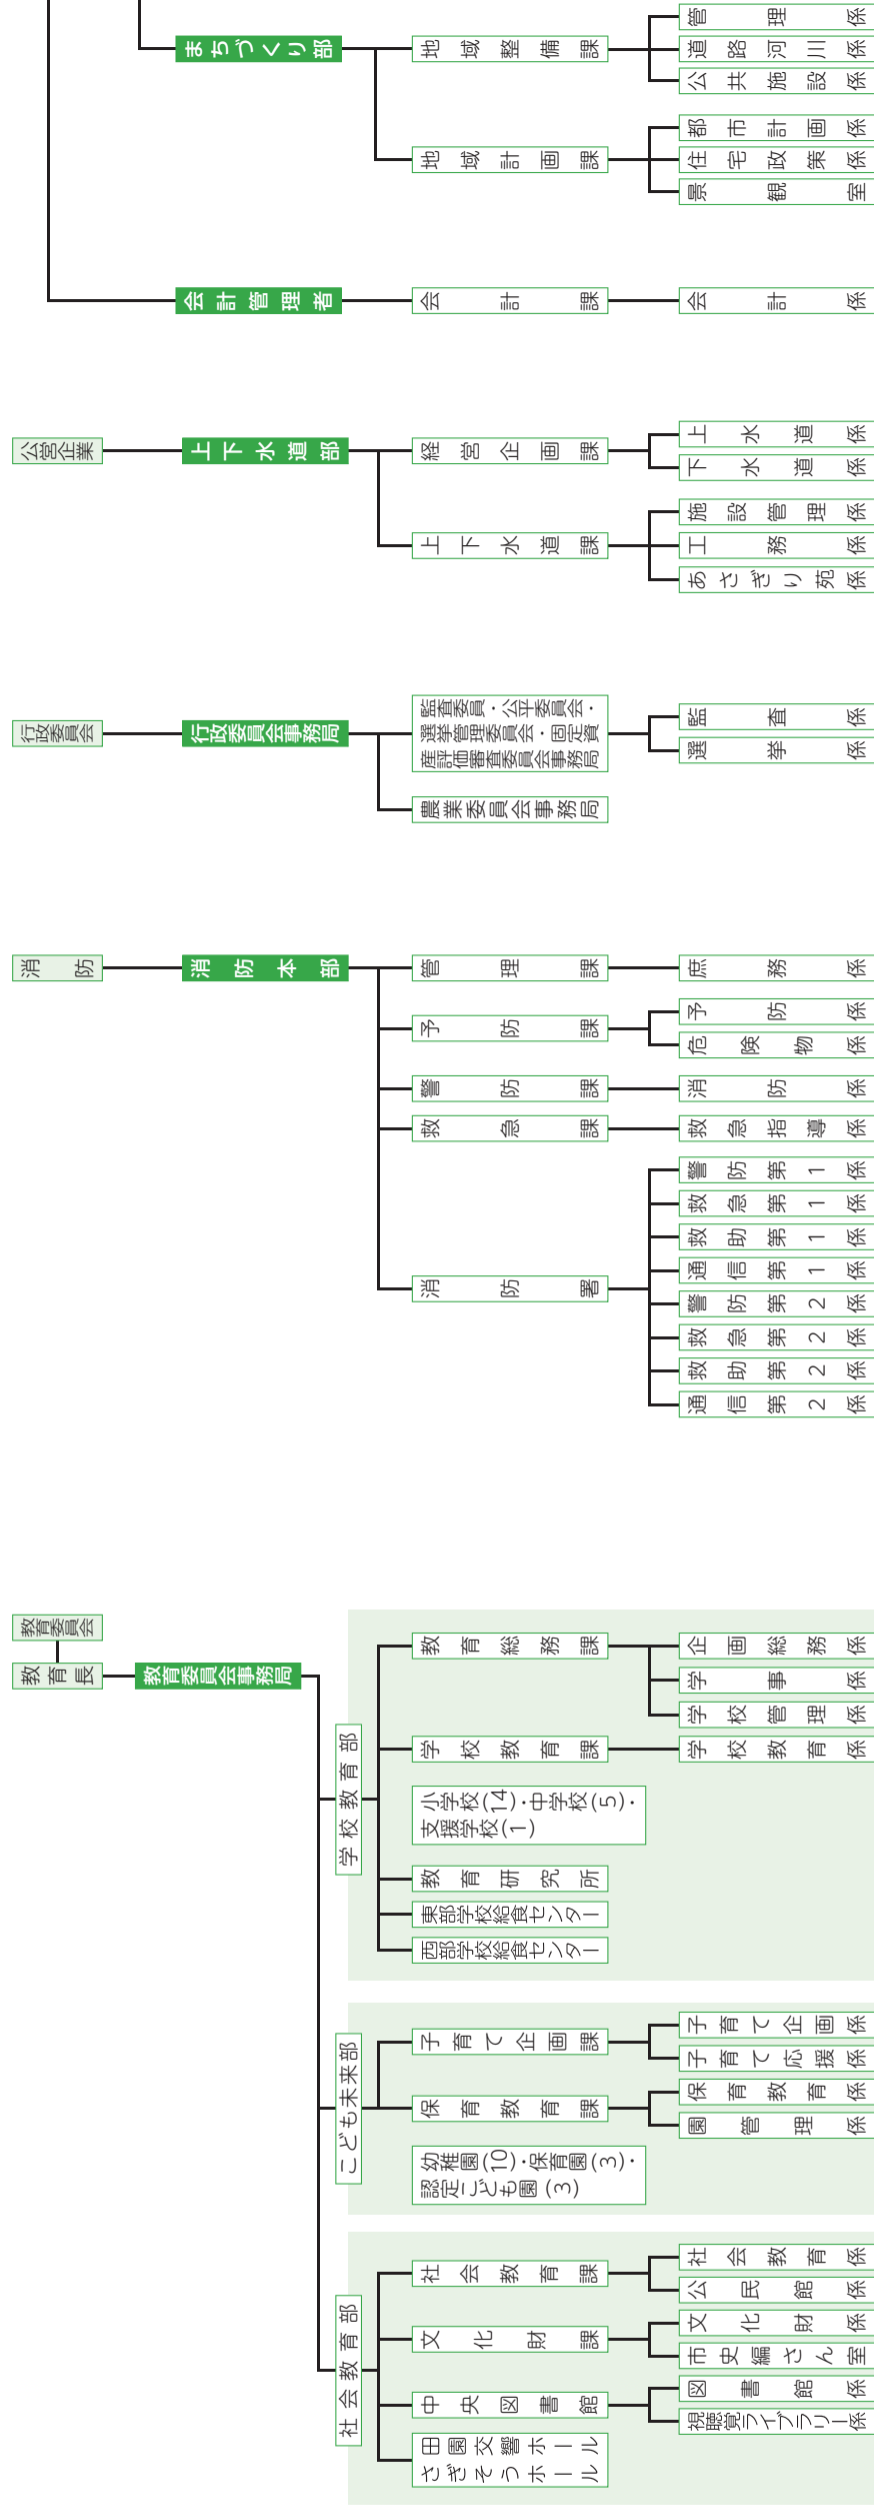 まちづくり部
地域整備課
管理係
道路河川係
公共施設係
地域計画課
都市計画係
住宅政策係
景観室
会計管理者
会計課
会計係
公営企業
上下水道部
経営企画課
上水道係
下水道係
上下水道課
施設管理係
工務係
あさぎり苑係
行政委員会
行政委員会事務局
監査委員・公平委員会・
選挙管理委員会・固定資
産評価審査委員会事務局
監査係
選挙係
農業委員会事務局
消防
消防本部
管理課
庶務係
予防課
予防係
危険物係
警防課
消防係
救急課
救急指導係
消防署
警防第1係
救急第1係
救助第1係
通信第1係
警防第2係
救急第2係
救助第2係
通信第2係
教育委員会
教育長
教育委員会事務局
学校教育部
教育総務課
企画総務係
学事係
学校管理係
学校教育課
学校教育係
小学校(14)・中学校(5)・
支援学校(1)
教育研究所
東部学校給食センター
西部学校給食センター
こども未来部
子育て企画課
子育て企画係
子育て応援係
保育教育課
保育教育係
園管理係
幼稚園(10)・保育園(3)・
認定こども園(3)
社会教育部
社会教育課
社会教育係
公民館係
文化財課
文化財係
市史編さん室
中央図書館
図書館係
視聴覚ライブラリー係
田園交響ホール
さぎそうホール